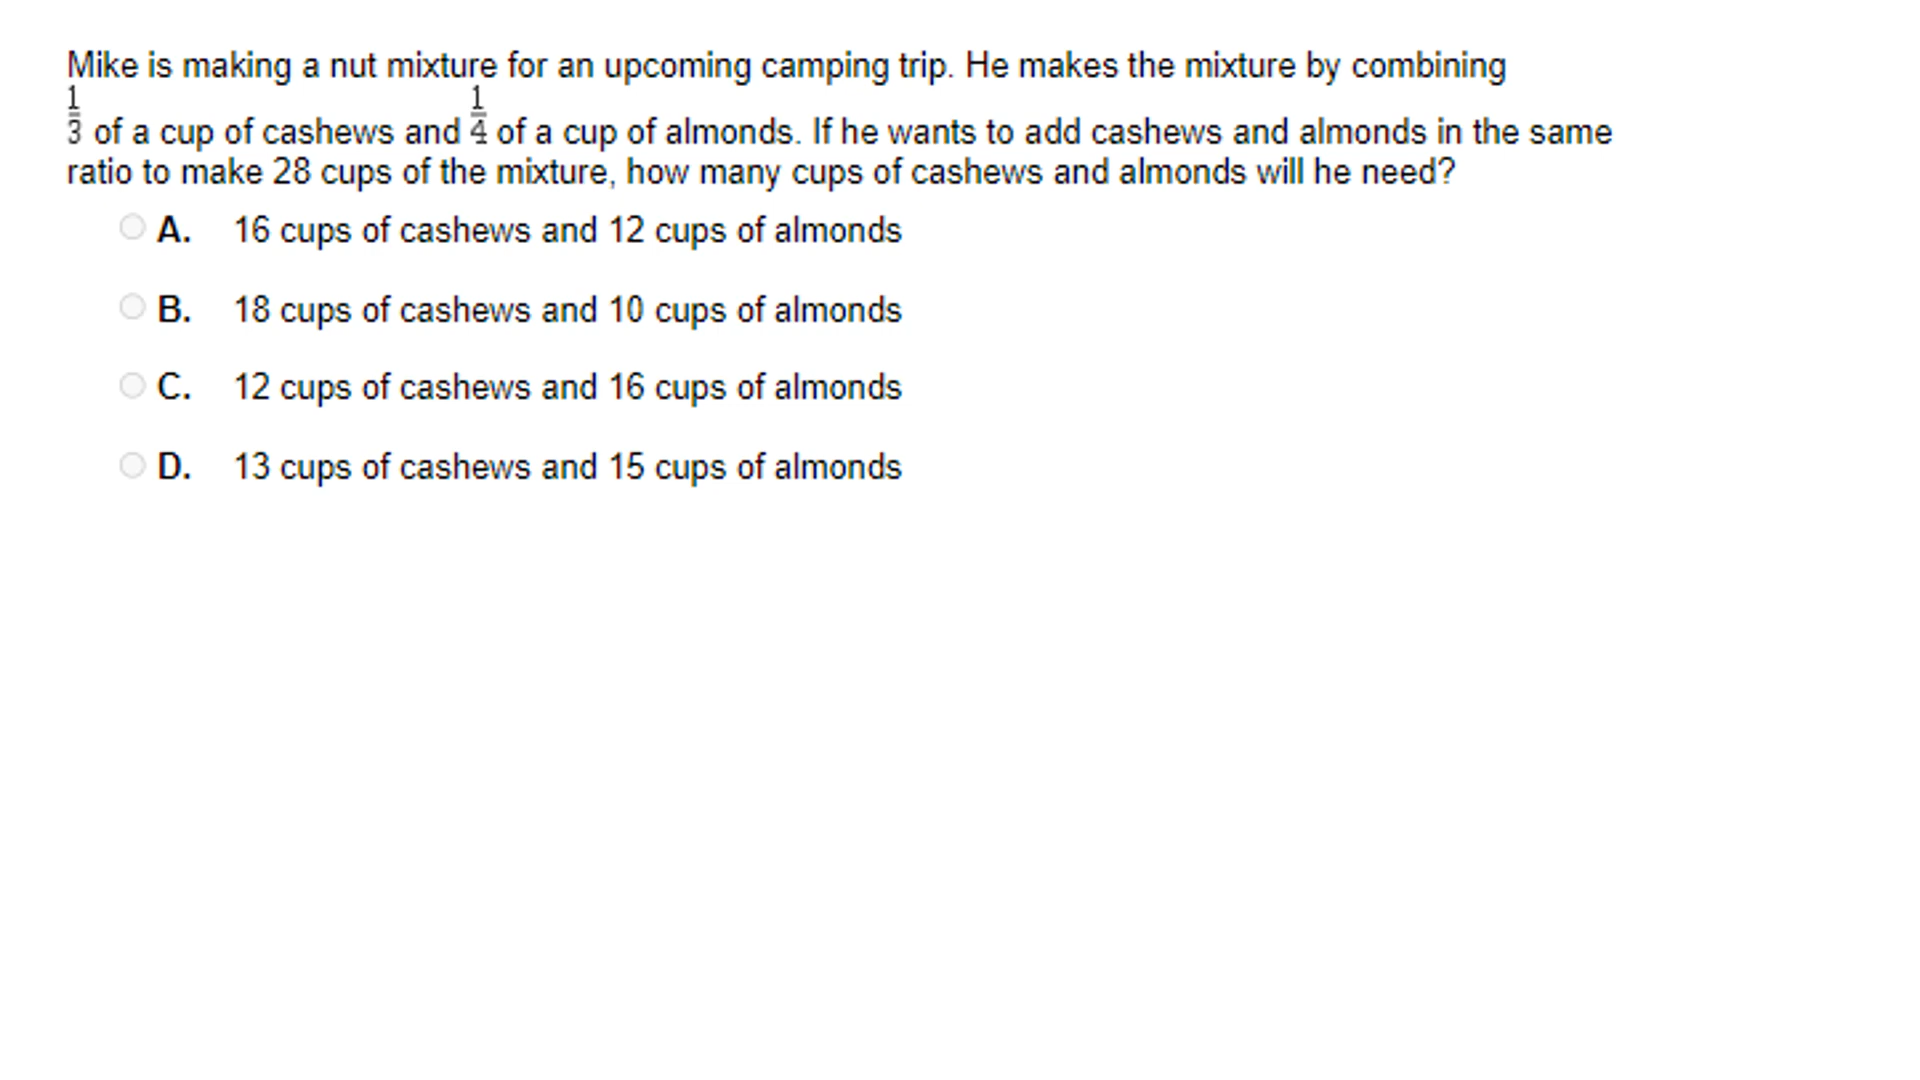 Mike is making a nut mixture for an upcoming camping trip. He makes the mixture by combining
1/3 of a cup of cashews and 1/4 of a cup of almonds. If he wants to add cashews and almonds in the same
ratio to make 28 cups of the mixture, how many cups of cashews and almonds will he need?
A. 16 cups of cashews and 12 cups of almonds
B. 18 cups of cashews and 10 cups of almonds
C. 12 cups of cashews and 16 cups of almonds
D. 13 cups of cashews and 15 cups of almonds